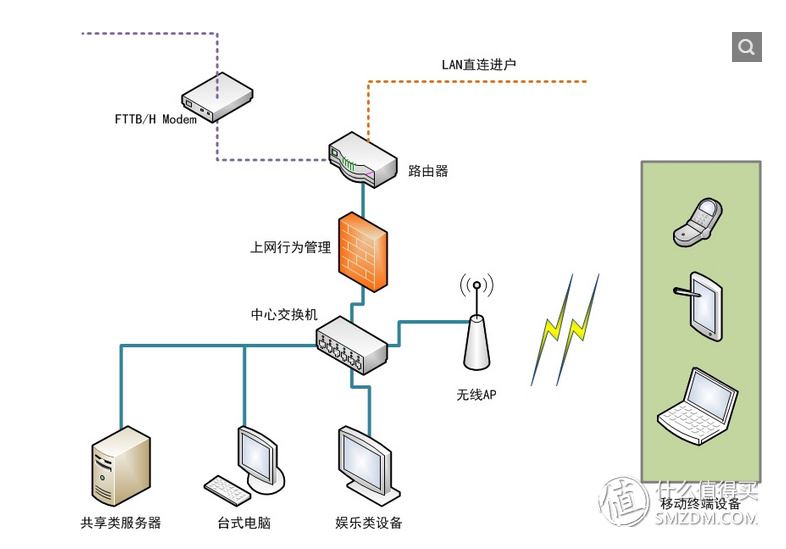 LAN直连进户
FTTB/H Modem
路由器
上网行为管理
中心交换机
无线AP
共享类服务器
台式电脑
娱乐类设备
移动终端设备
值 什么值得买
SMZDM.COM